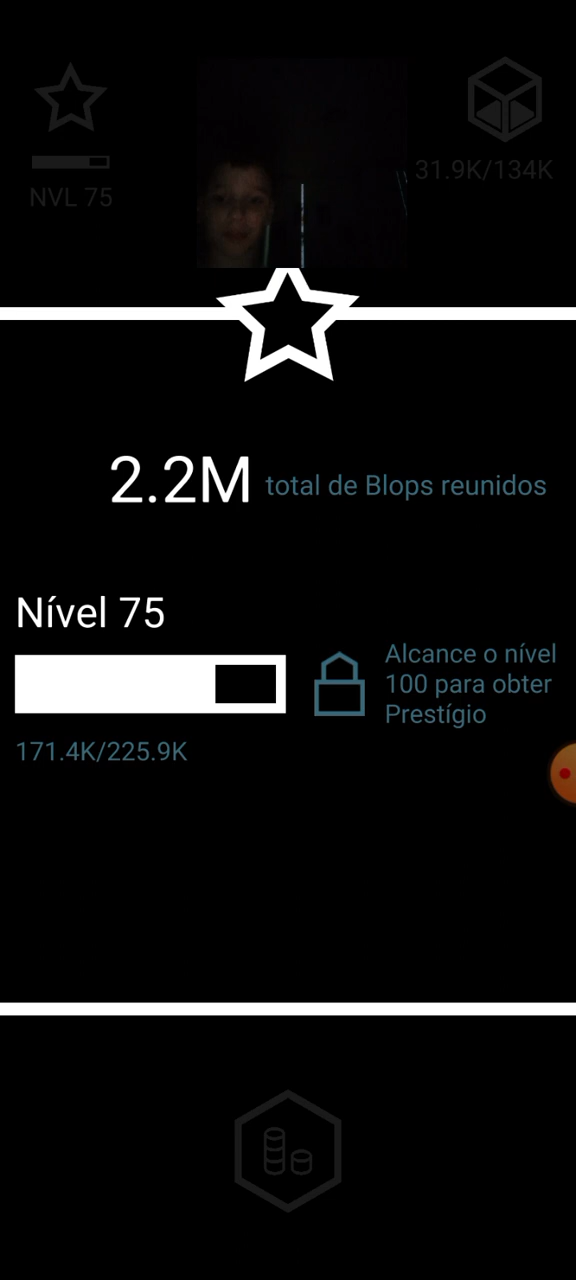 NVL 75
31.9K/134K
2.2M total de Blops reunidos
Nível 75
Alcance o nível
100 para obter
Prestígio
171.4K/225.9K